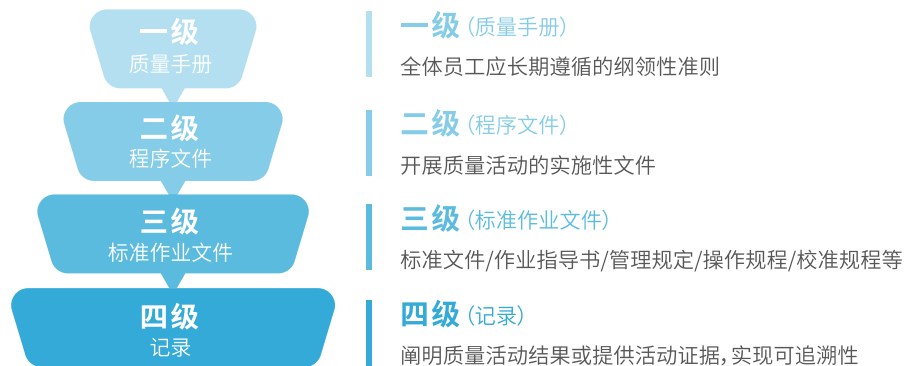 一级
质量手册
二级
程序文件
三级
标准作业文件
四级
记录
一级（质量手册）
全体员工应长期遵循的纲领性准则
二级（程序文件）
开展质量活动的实施性文件
三级（标准作业文件）
标准文件/作业指导书/管理规定/操作规程/校准规程等
四级（记录）
阐明质量活动结果或提供活动证据，实现可追溯性